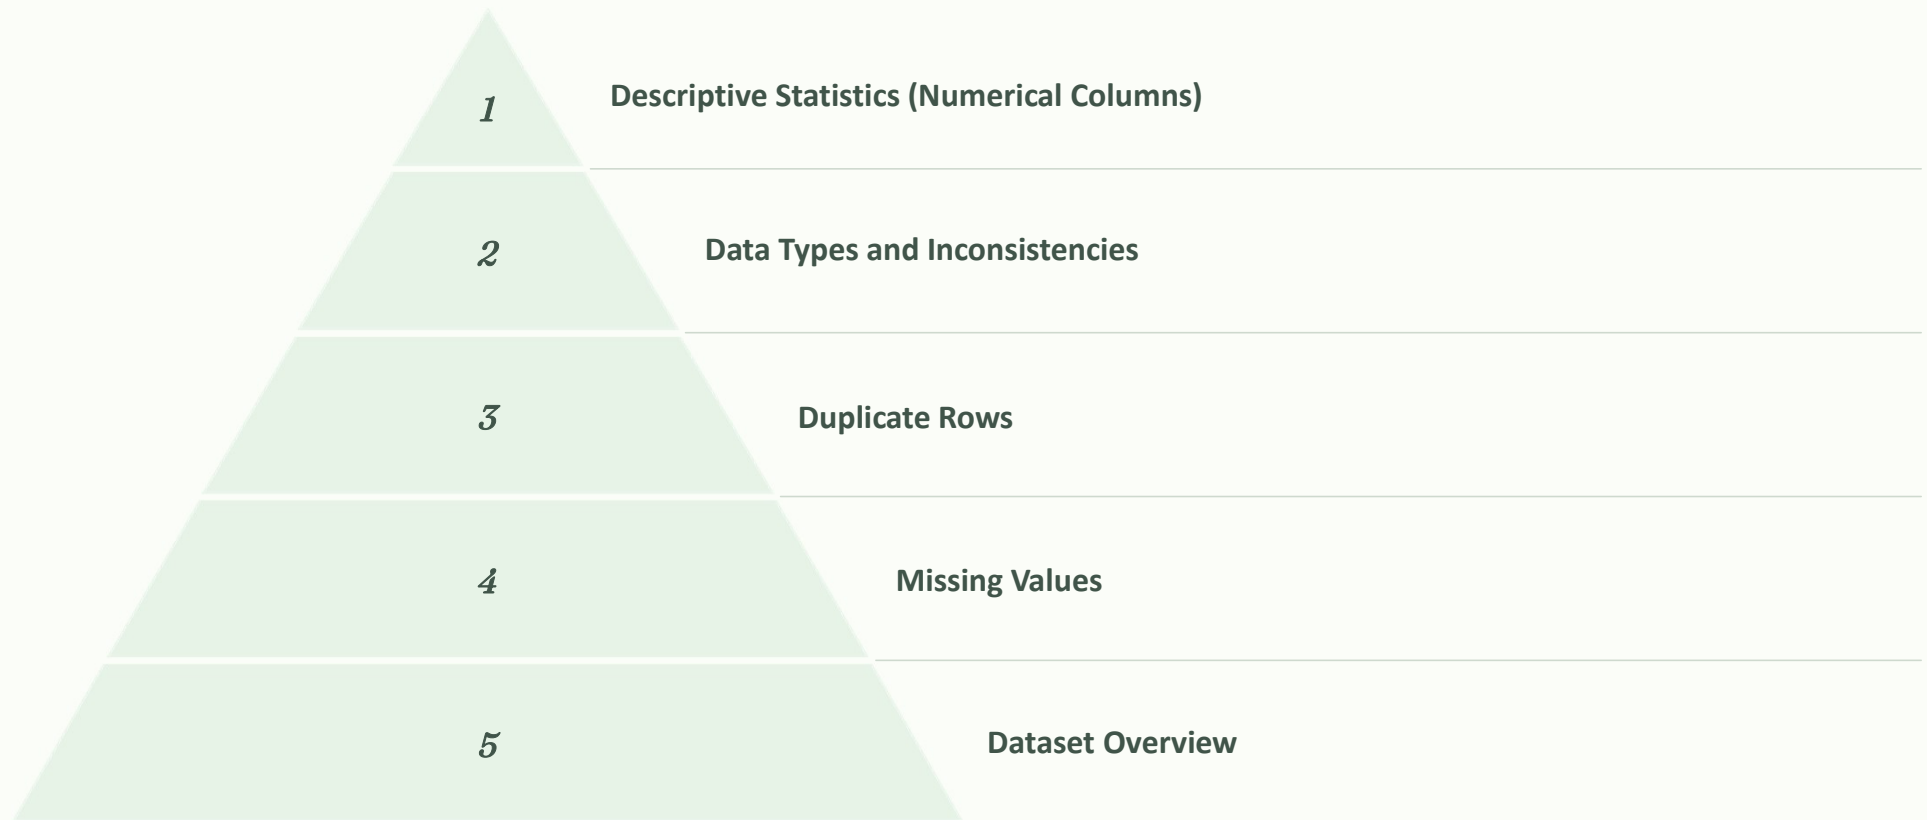 1
Descriptive Statistics (Numerical Columns)
2
Data Types and Inconsistencies
3
Duplicate Rows
4
Missing Values
5
Dataset Overview